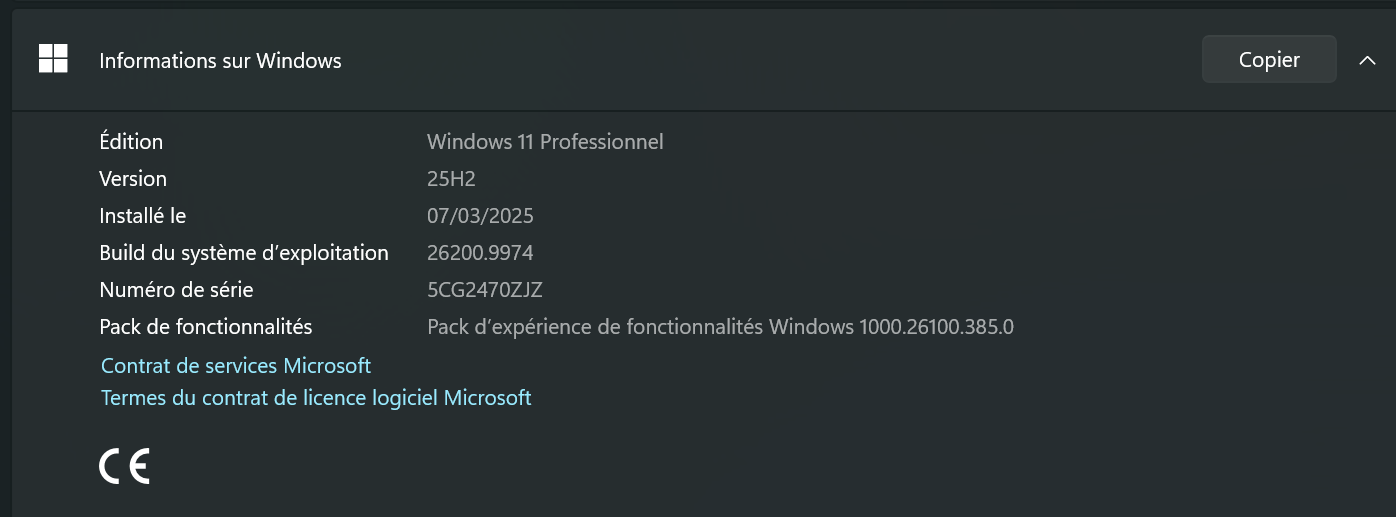 Informations sur Windows
Copier
Édition Windows 11 Professionnel
Version 25H2
Installé le 07/03/2025
Build du système d’exploitation 26200.9974
Numéro de série 5CG2470ZJZ
Pack de fonctionnalités Pack d’expérience de fonctionnalités Windows 1000.26100.385.0
Contrat de services Microsoft
Termes du contrat de licence logiciel Microsoft
CE